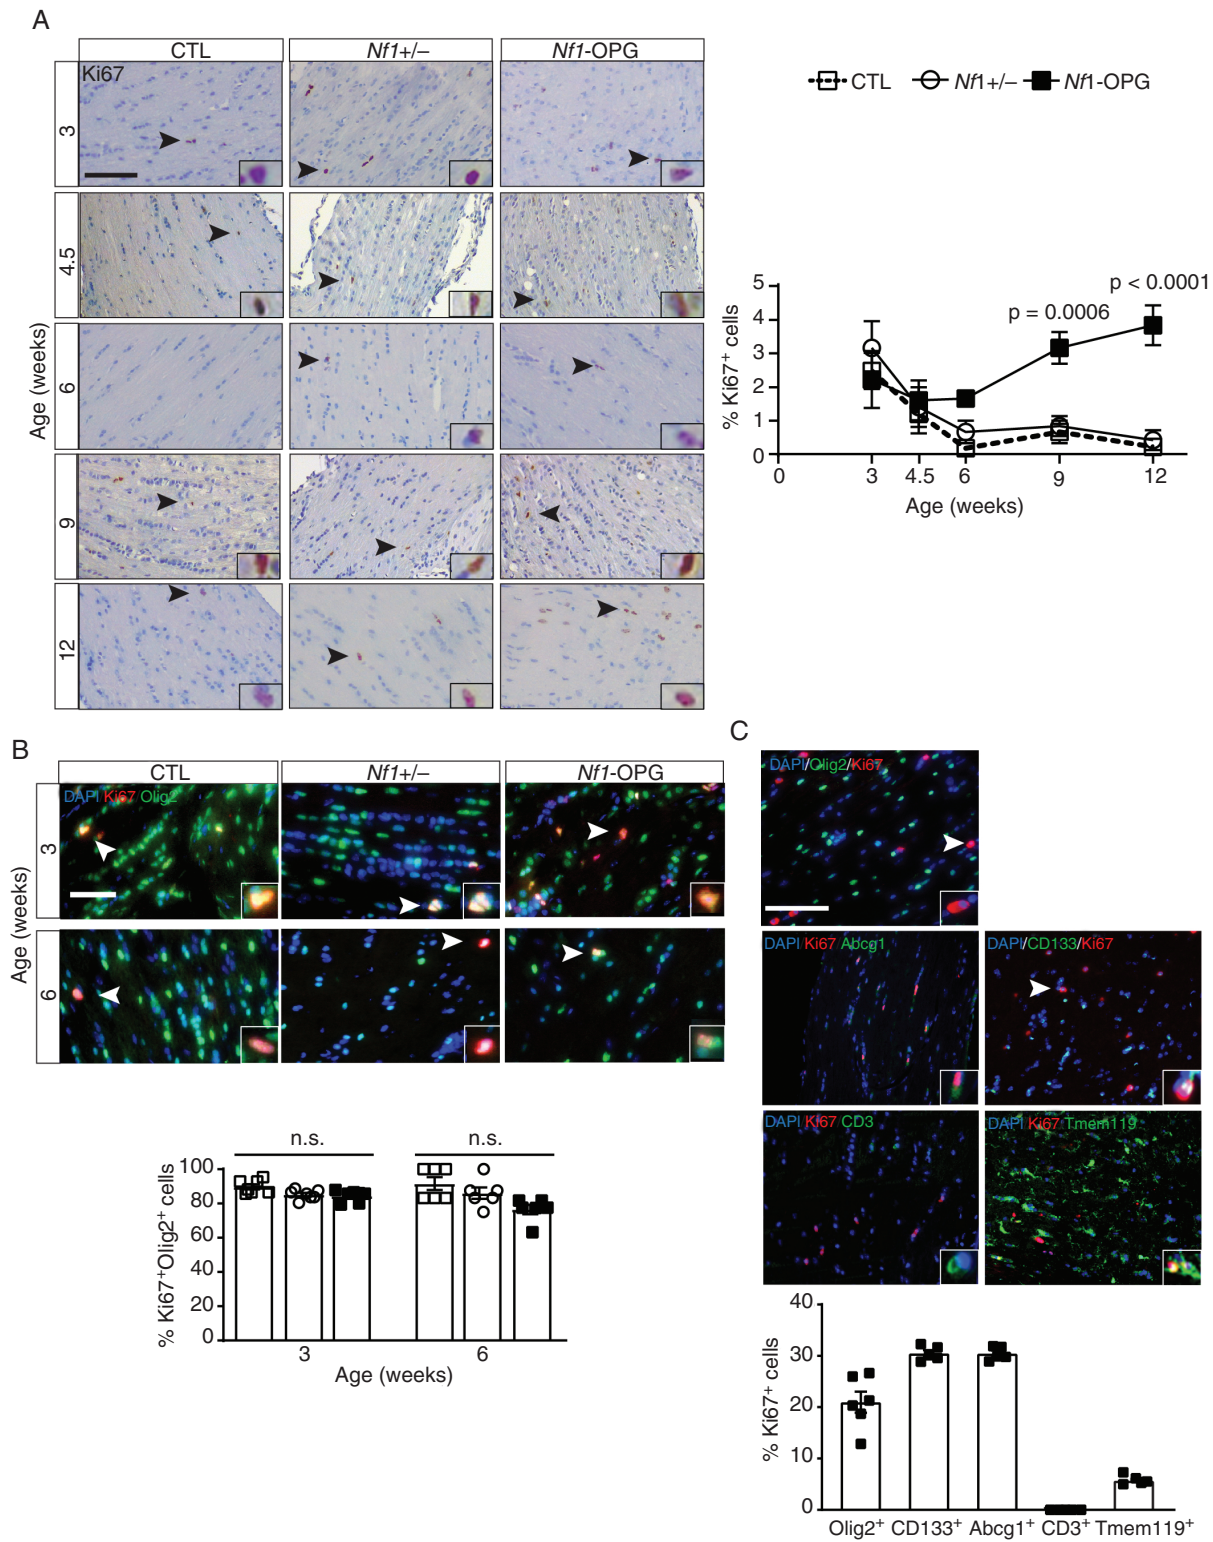 A
CTL Nf1+/– Nf1-OPG
Ki67
3
4.5
6
9
12
Age (weeks)
CTL Nf1+/– Nf1-OPG
p < 0.0001
p = 0.0006
5
4
3
2
1
0
% Ki67+ cells
0 3 4.5 6 9 12
Age (weeks)
B
CTL Nf1+/– Nf1-OPG
DAPI Ki67 Olig2
3
6
Age (weeks)
n.s. n.s.
100
80
60
40
20
0
% Ki67+Olig2+ cells
3 6
Age (weeks)
C
DAPI/Olig2/Ki67
DAPI Ki67 Abcg1
DAPI/CD133/Ki67
DAPI Ki67 CD3
DAPI Ki67 Tmem119
40
30
20
10
0
% Ki67+ cells
Olig2+ CD133+ Abcg1+ CD3+ Tmem119+